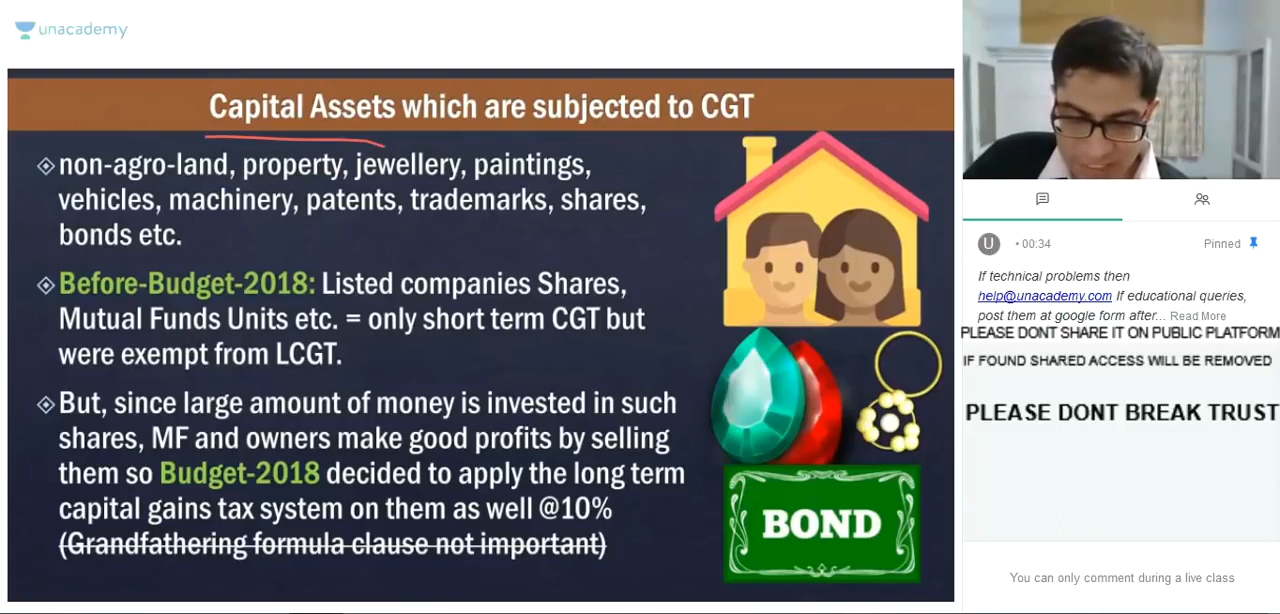 unacademy
Capital Assets which are subjected to CGT
non-agro-land, property, jewellery, paintings,
vehicles, machinery, patents, trademarks, shares,
bonds etc.
Before-Budget-2018: Listed companies Shares,
Mutual Funds Units etc. = only short term CGT but
were exempt from LCGT.
But, since large amount of money is invested in such
shares, MF and owners make good profits by selling
them so Budget-2018 decided to apply the long term
capital gains tax system on them as well @10%
(Grandfathering formula clause not important)
BOND
U • 00:34 Pinned
If technical problems then
help@unacademy.com If educational queries,
post them at google form after... Read More
PLEASE DONT SHARE IT ON PUBLIC PLATFORM
IF FOUND SHARED ACCESS WILL BE REMOVED
PLEASE DONT BREAK TRUST
You can only comment during a live class